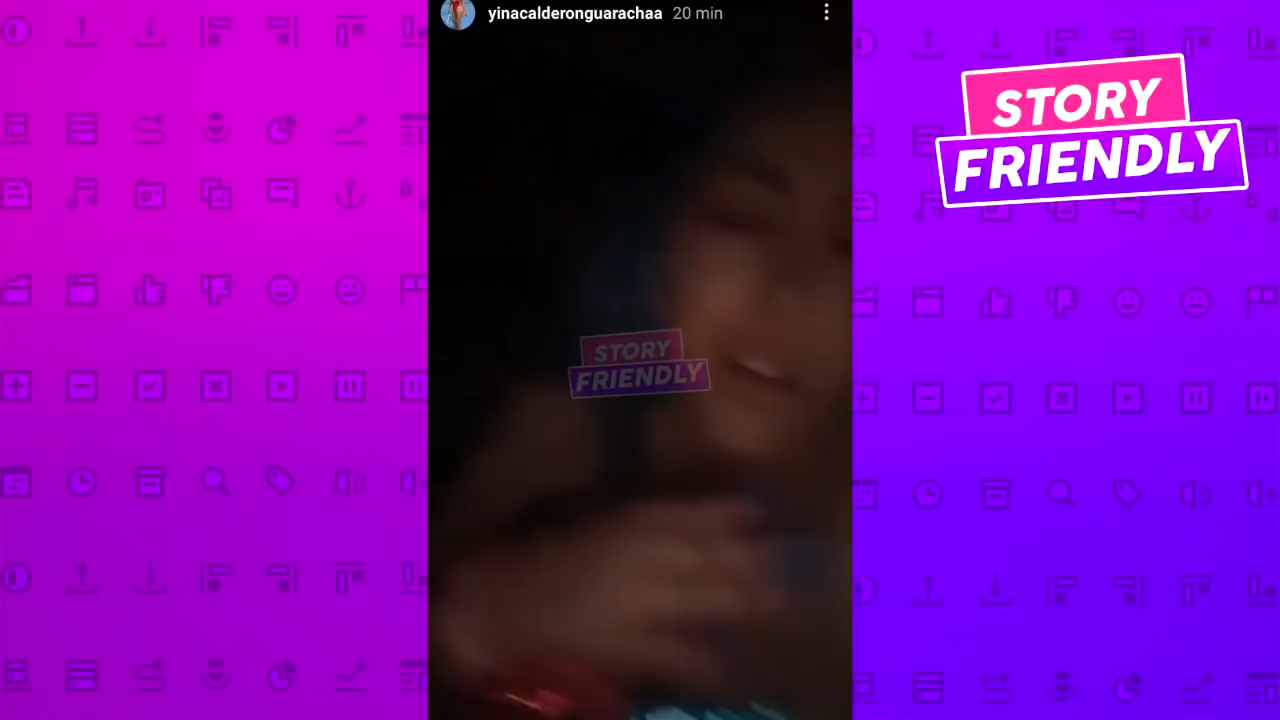 yinacalderonguarachaa 20 min
STORY
FRIENDLY
STORY
FRIENDLY